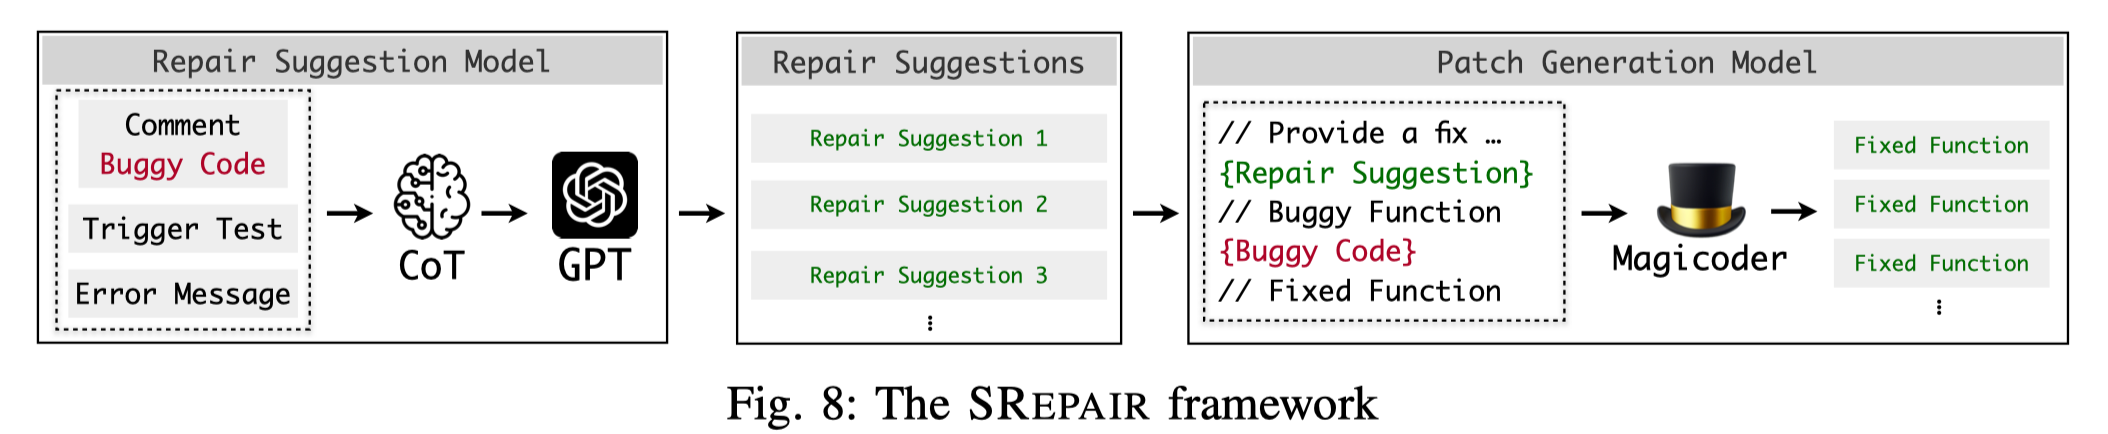 Repair Suggestion Model
Comment
Buggy Code
Trigger Test
Error Message
CoT
GPT
Repair Suggestions
Repair Suggestion 1
Repair Suggestion 2
Repair Suggestion 3
⋮
Patch Generation Model
// Provide a fix …
{Repair Suggestion}
// Buggy Function
{Buggy Code}
// Fixed Function
Magicoder
Fixed Function
Fixed Function
Fixed Function
⋮
Fig. 8: The SREPAIR framework